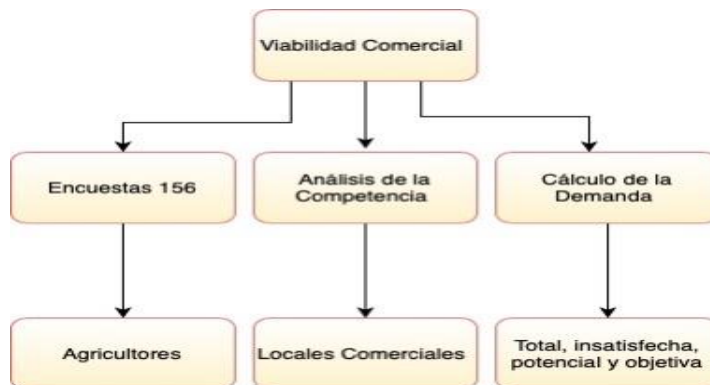 Viabilidad Comercial
Encuestas 156
Análisis de la
Competencia
Cálculo de la
Demanda
Agricultores
Locales Comerciales
Total, insatisfecha,
potencial y objetiva